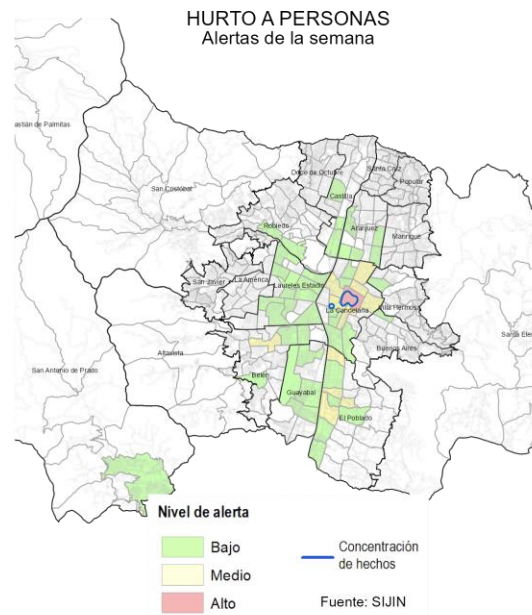 HURTO A PERSONAS
Alertas de la semana
astián de Palmitas
San Cristóbal
Doce de Octubre
Santa Cruz
Popular
Castilla
Aranjuez
Manrique
Robledo
San Javier
La América
Laureles Estadio
La Candelaria
Villa Hermosa
Buenos Aires
Santa Elen
Altavista
San Antonio de Prado
Belén
Guayabal
El Poblado
Nivel de alerta
Bajo
Medio
Alto
Concentración
de hechos
Fuente: SIJIN